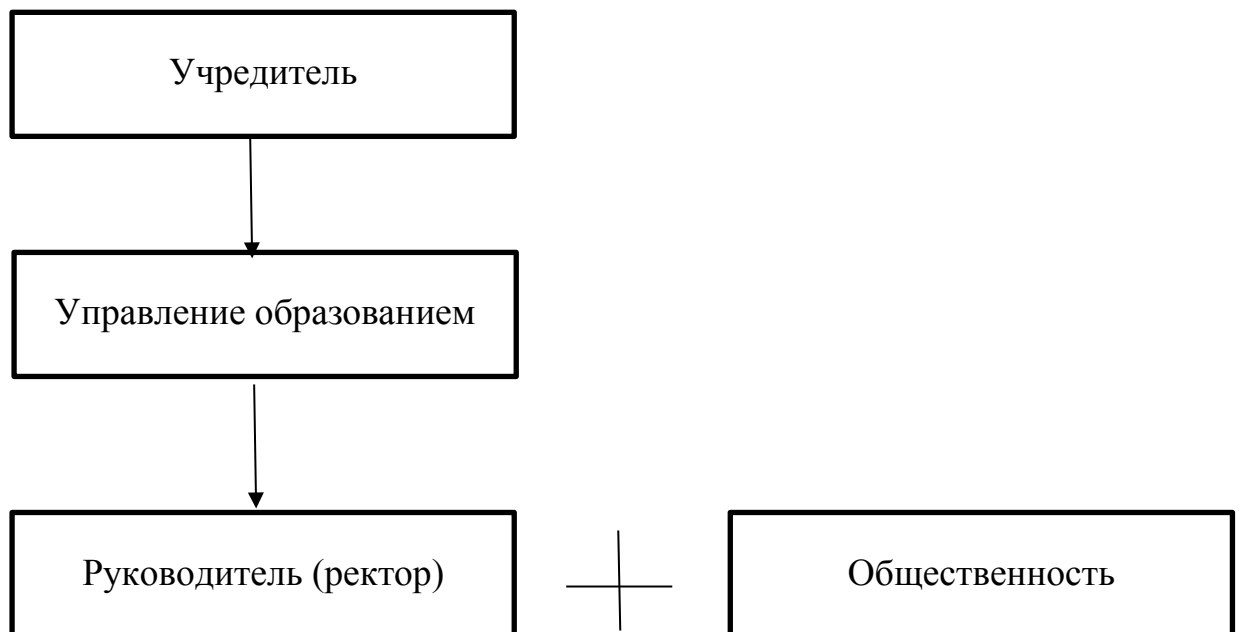 Учредитель
Управление образованием
Руководитель (ректор)
Общественность